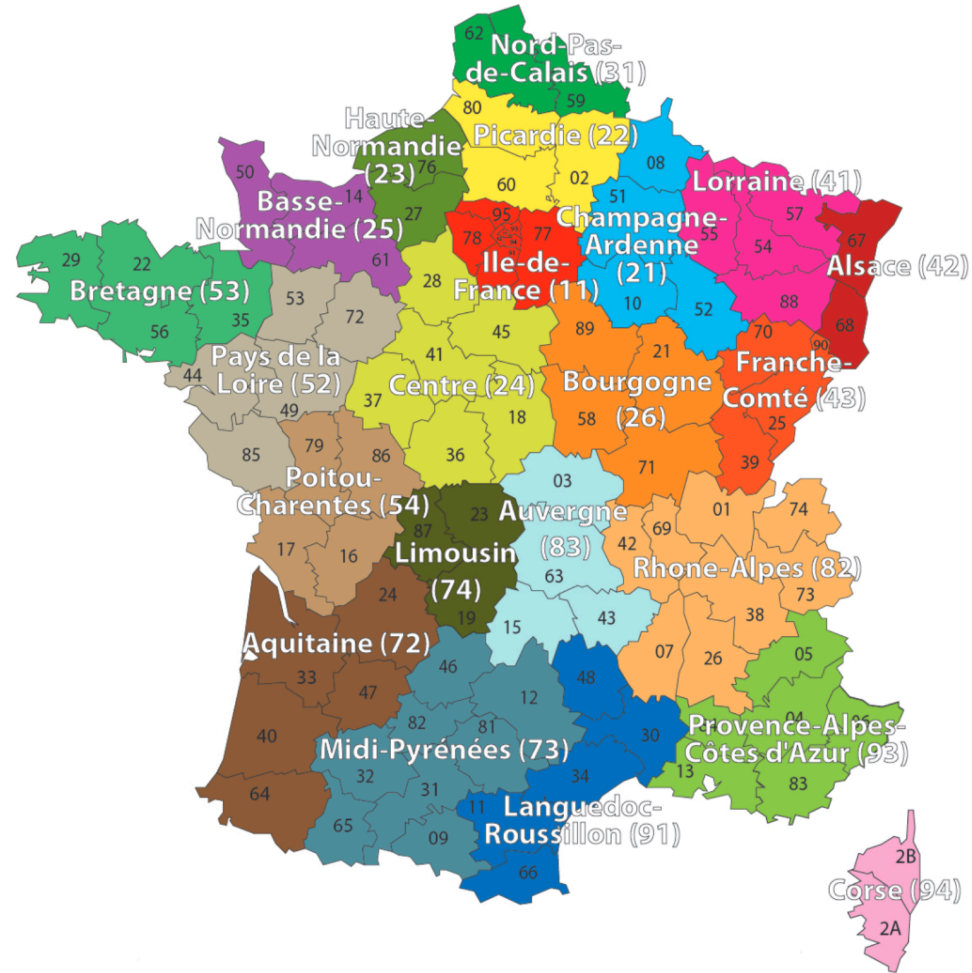 62
Nord-Pas-
de-Calais (31)
59
80
Haute-
Normandie
(23)
76
27
Picardie (22)
60
02
08
50
14
Basse-
Normandie (25)
61
95
78
77
Ile-de-
France (11)
51
Champagne-
Ardenne
(21)
10
52
Lorraine (41)
55
57
54
88
67
Alsace (42)
68
29
22
Bretagne (53)
56
35
53
72
Pays de la
Loire (52)
44
49
85
28
45
41
Centre (24)
37
18
36
89
21
Bourgogne
(26)
58
71
70
90
Franche-
Comté (43)
25
39
79
86
Poitou-
Charentes (54)
17
16
23
87
Limousin
(74)
19
03
Auvergne
(83)
63
15
43
01
74
69
42
Rhone-Alpes (82)
73
38
07
26
24
Aquitaine (72)
33
47
40
64
46
12
82
81
Midi-Pyrénées (73)
32
31
65
09
48
30
34
11
Languedoc-
Roussillon (91)
66
05
04
Provence-Alpes-
Côtes d'Azur (93)
13
83
2B
Corse (94)
2A